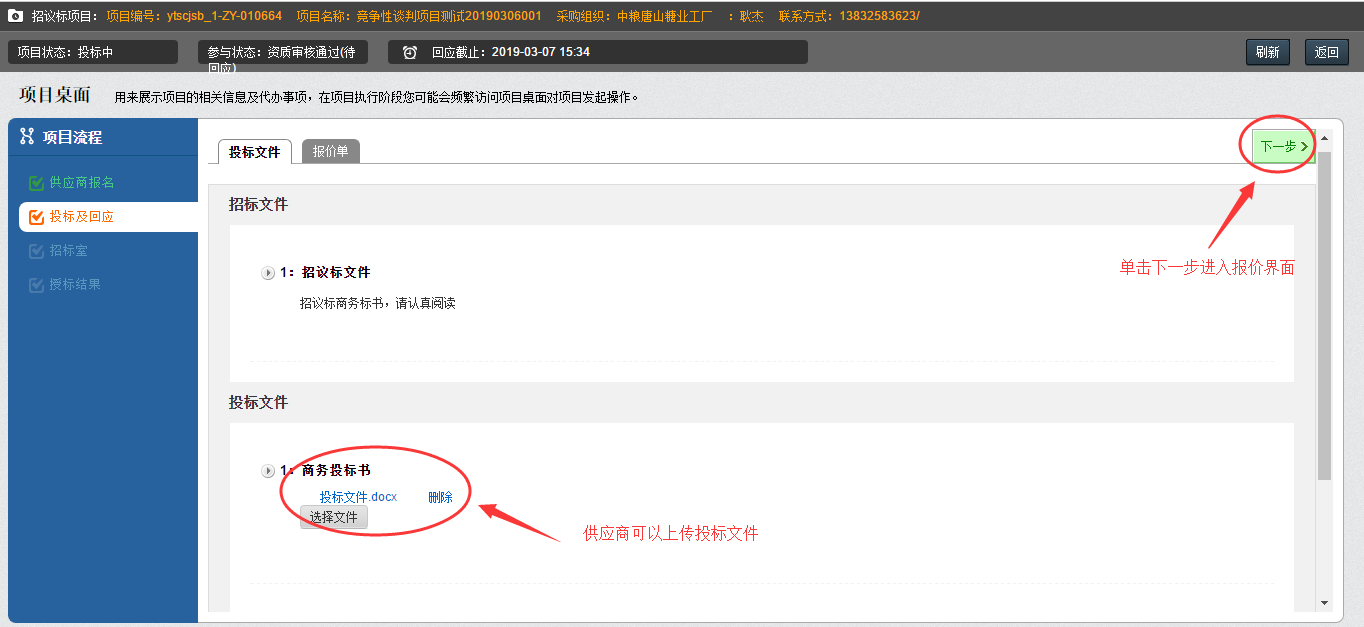 招议标项目: 项目编号: ytscjsb_1-ZY-010664 项目名称: 竞争性谈判项目测试20190306001 采购组织: 中粮唐山糖业工厂 : 耿杰 联系方式: 13832583623/
项目状态: 投标中
参与状态: 资质审核通过(待
回应)
回应截止: 2019-03-07 15:34
刷新
返回
项目桌面
用来展示项目的相关信息及代办事项，在项目执行阶段您可能会频繁访问项目桌面对项目发起操作。
项目流程
供应商报名
投标及回应
招标室
授标结果
投标文件
报价单
下一步
招标文件
1: 招议标文件
招议标商务标书，请认真阅读
单击下一步进入报价界面
投标文件
1: 商务投标书
投标文件.docx 删除
选择文件
供应商可以上传投标文件